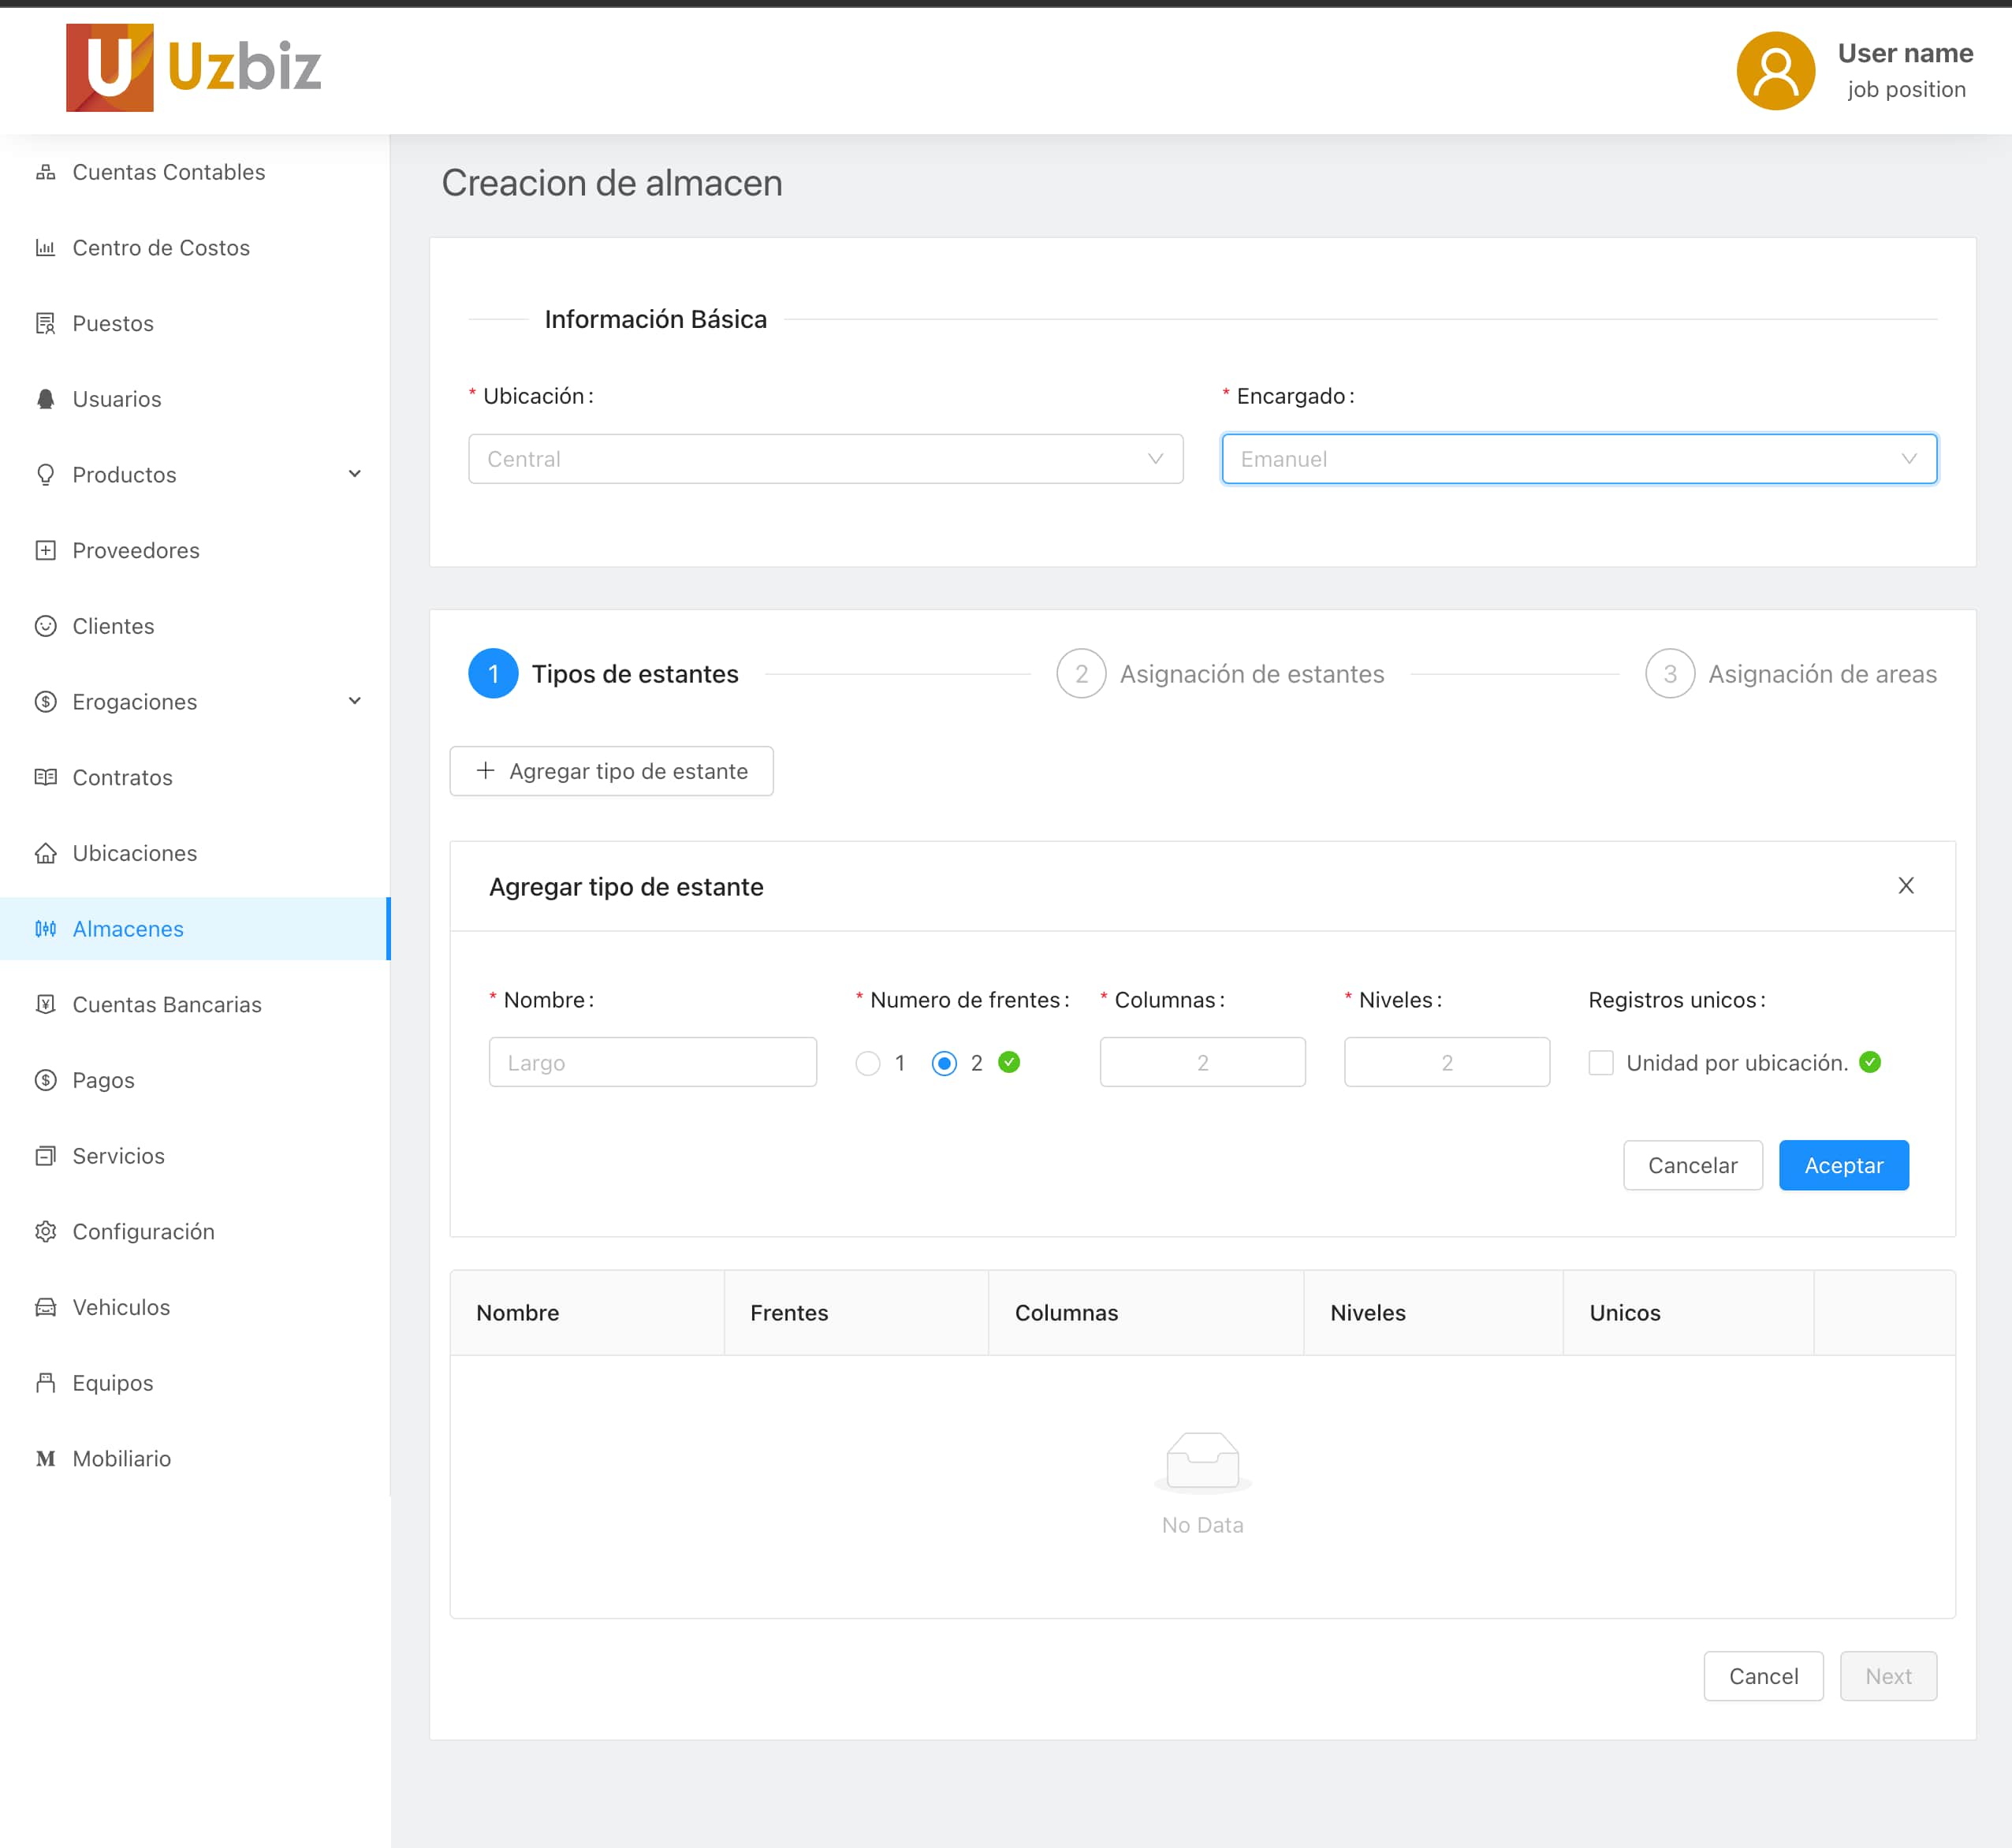 U Uzbiz
User name
job position
Cuentas Contables
Centro de Costos
Puestos
Usuarios
Productos
Proveedores
Clientes
Erogaciones
Contratos
Ubicaciones
Almacenes
Cuentas Bancarias
Pagos
Servicios
Configuración
Vehiculos
Equipos
M Mobiliario
Creacion de almacen
Información Básica
* Ubicación:
* Encargado:
Central
Emanuel
1 Tipos de estantes
2 Asignación de estantes
3 Asignación de areas
+ Agregar tipo de estante
Agregar tipo de estante
* Nombre:
* Numero de frentes:
* Columnas:
* Niveles:
Registros unicos:
Largo
1
2
2
2
Unidad por ubicación.
Cancelar
Aceptar
Nombre
Frentes
Columnas
Niveles
Unicos
No Data
Cancel
Next